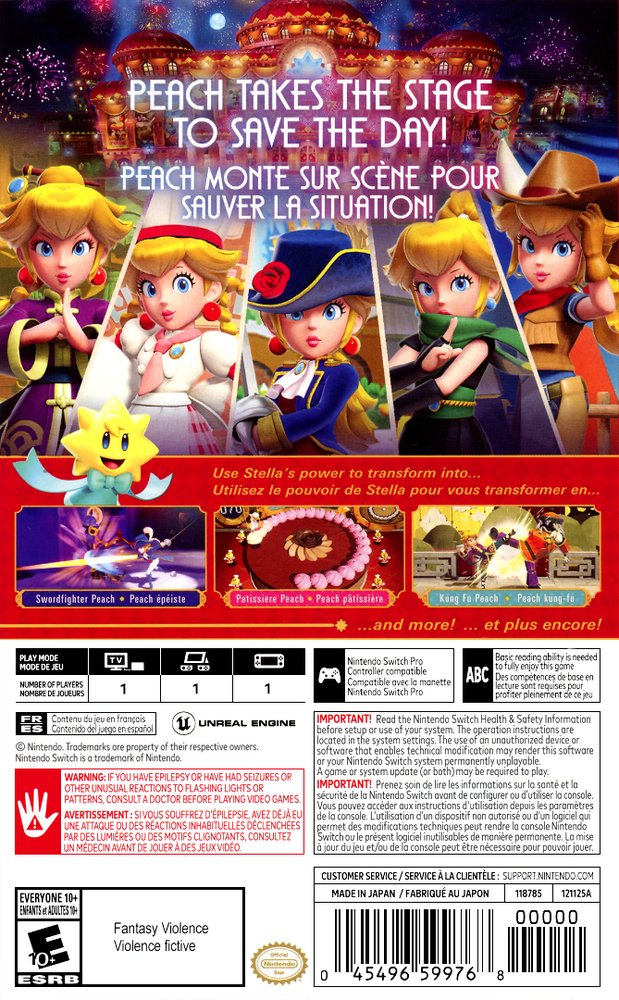 PEACH TAKES THE STAGE
TO SAVE THE DAY!
PEACH MONTE SUR SCÈNE POUR
SAUVER LA SITUATION!
Use Stella's power to transform into...
Utilisez le pouvoir de Stella pour vous transformer en...
Swordfighter Peach • Peach épéiste
Patissiere Peach • Peach pâtissière
Kung Fu Peach • Peach kung-fu
...and more! ... et plus encore!
PLAY MODE
MODE DE JEU
TV
NUMBER OF PLAYERS
NOMBRE DE JOUEURS
1
1
1
Nintendo Switch Pro
Controller compatible
Compatible avec la manette
Nintendo Switch Pro
ABC
Basic reading ability is needed
to fully enjoy this game
Des compétences de base en
lecture sont requises pour
profiter pleinement de ce jeu
FR
ES
Contenu du jeu en français
Contenido del juego en español
UNREAL ENGINE
© Nintendo. Trademarks are property of their respective owners.
Nintendo Switch is a trademark of Nintendo.
WARNING: IF YOU HAVE EPILEPSY OR HAVE HAD SEIZURES OR
OTHER UNUSUAL REACTIONS TO FLASHING LIGHTS OR
PATTERNS, CONSULT A DOCTOR BEFORE PLAYING VIDEO GAMES.
AVERTISSEMENT : SI VOUS SOUFFREZ D'ÉPILEPSIE, AVEZ DÉJÀ EU
UNE ATTAQUE OU DES RÉACTIONS INHABITUELLES DÉCLENCHÉES
PAR DES LUMIÈRES OU DES MOTIFS CLIGNOTANTS, CONSULTEZ
UN MÉDECIN AVANT DE JOUER À DES JEUX VIDÉO.
IMPORTANT! Read the Nintendo Switch Health & Safety Information
before setup or use of your system. The operation instructions are
located in the system settings. The use of an unauthorized device or
software that enables technical modification may render this software
or your Nintendo Switch system permanently unplayable.
A game or system update (or both) may be required to play.
IMPORTANT! Prenez soin de lire les informations sur la santé et la
sécurité de la Nintendo Switch avant de configurer ou d'utiliser la console.
Vous pouvez accéder aux instructions d'utilisation depuis les paramètres
de la console. L'utilisation d'un dispositif non autorisé ou d'un logiciel qui
permet des modifications techniques peut rendre la console Nintendo
Switch ou le présent logiciel inutilisables de manière permanente. La mise
à jour du jeu et/ou de la console peut être nécessaire pour pouvoir jouer.
CUSTOMER SERVICE / SERVICE À LA CLIENTÈLE : SUPPORT.NINTENDO.COM
MADE IN JAPAN / FABRIQUÉ AU JAPON
118785
121125A
EVERYONE 10+
ENFANTS et ADULTES 10+
E
10+
ESRB
Fantasy Violence
Violence fictive
Official
Nintendo
Seal
00000
0 45496 59976 8